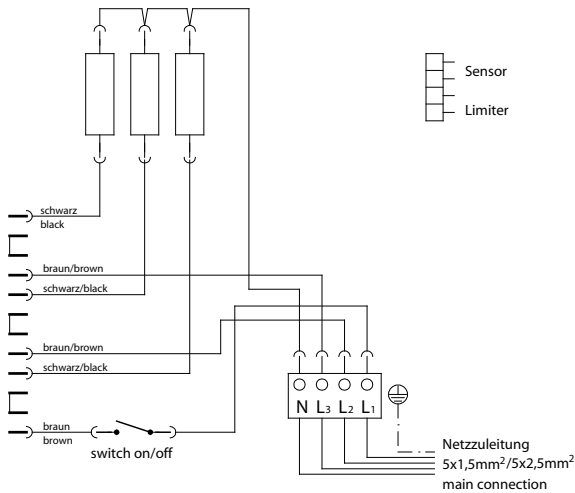 Sensor
Limiter
schwarz
black
braun/brown
schwarz/black
braun/brown
schwarz/black
braun
brown
switch on/off
N L3 L2 L1
Netzzuleitung
5x1,5mm²/5x2,5mm²
main connection